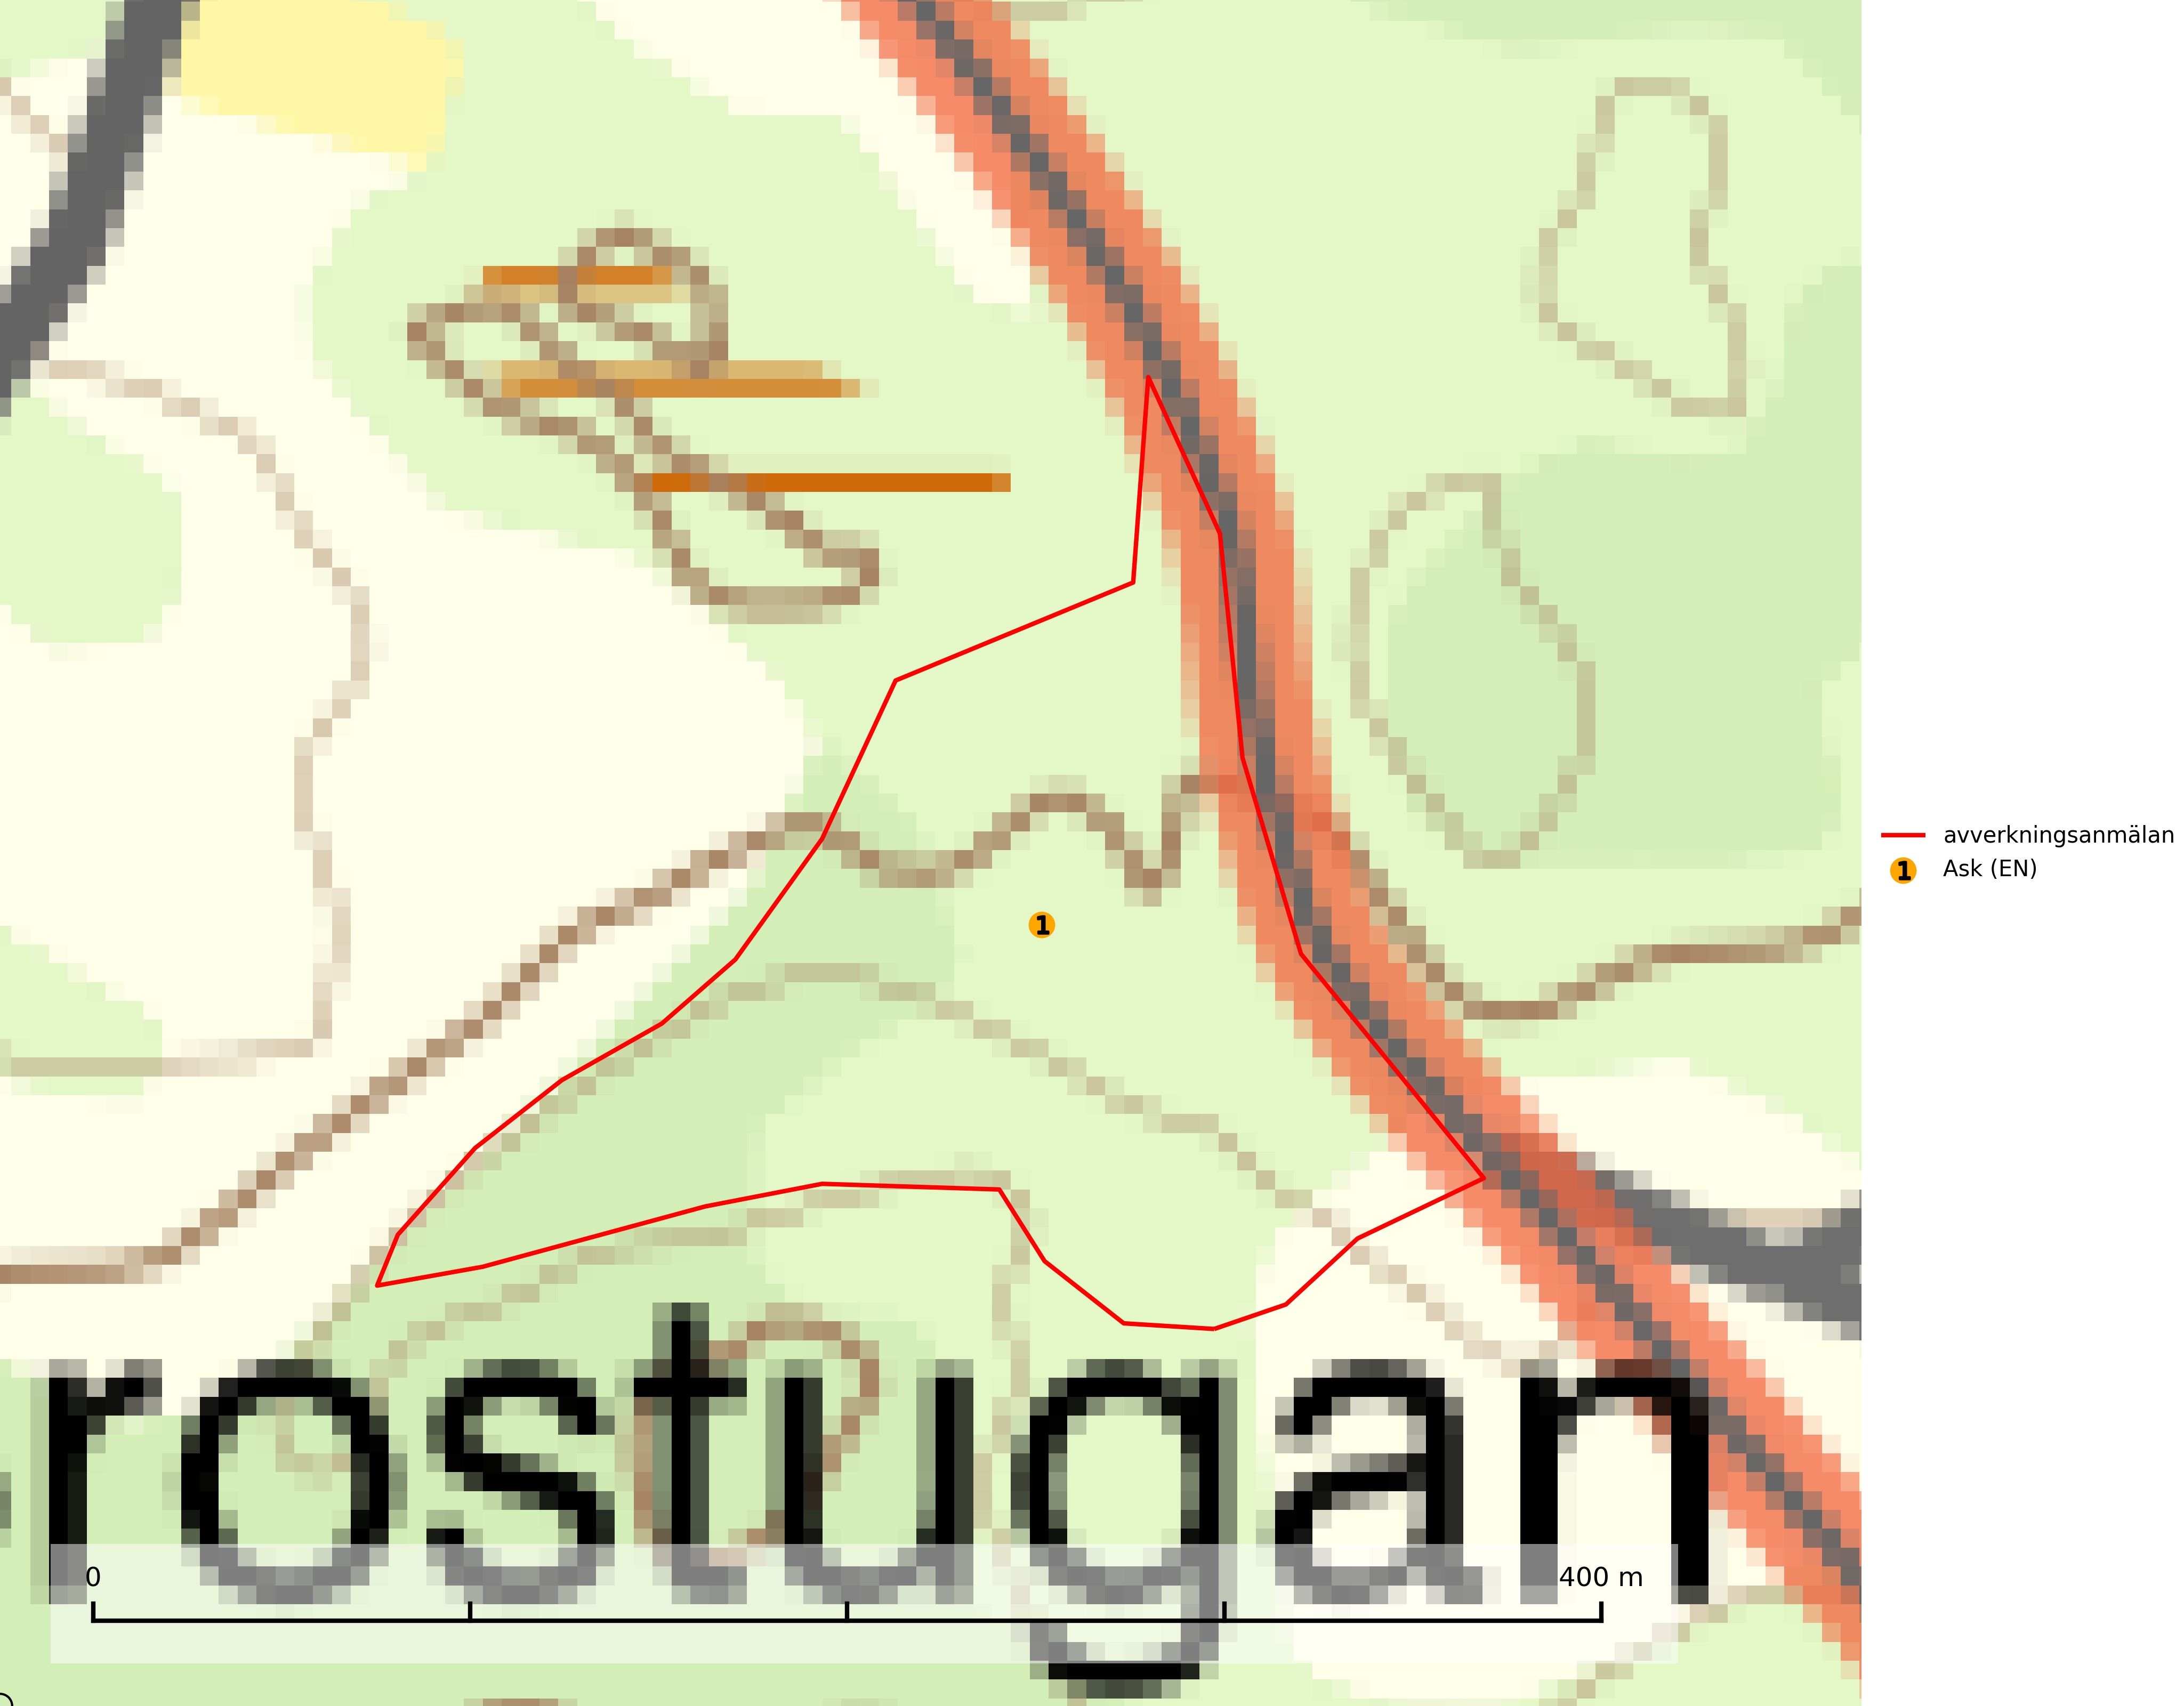 1
rostugan
0 400 m
avverkningsanmälan
1 Ask (EN)